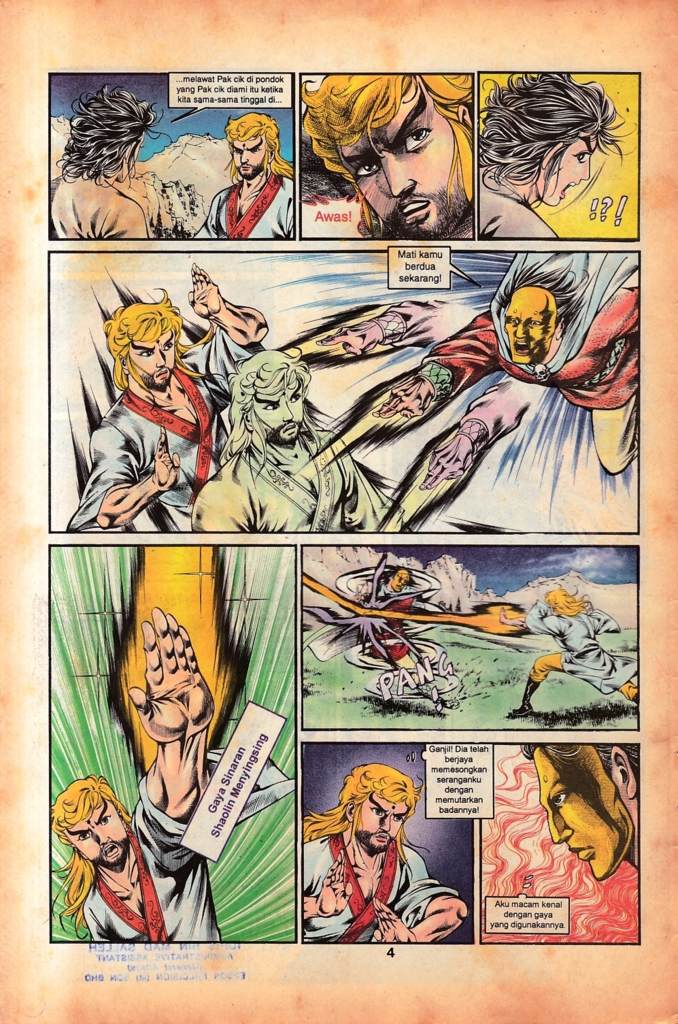 ...melawat Pak cik di pondok
yang Pak cik diami itu ketika
kita sama-sama tinggal di...
Awas!
!?!
Mati kamu
berdua
sekarang!
Gaya Sinaran
Shaolin Menyingsing
PANG
Ganjil! Dia telah
berjaya
memesongkan
seranganku
dengan
memutarkan
badannya!
Aku macam kenal
dengan gaya
yang digunakannya.
4